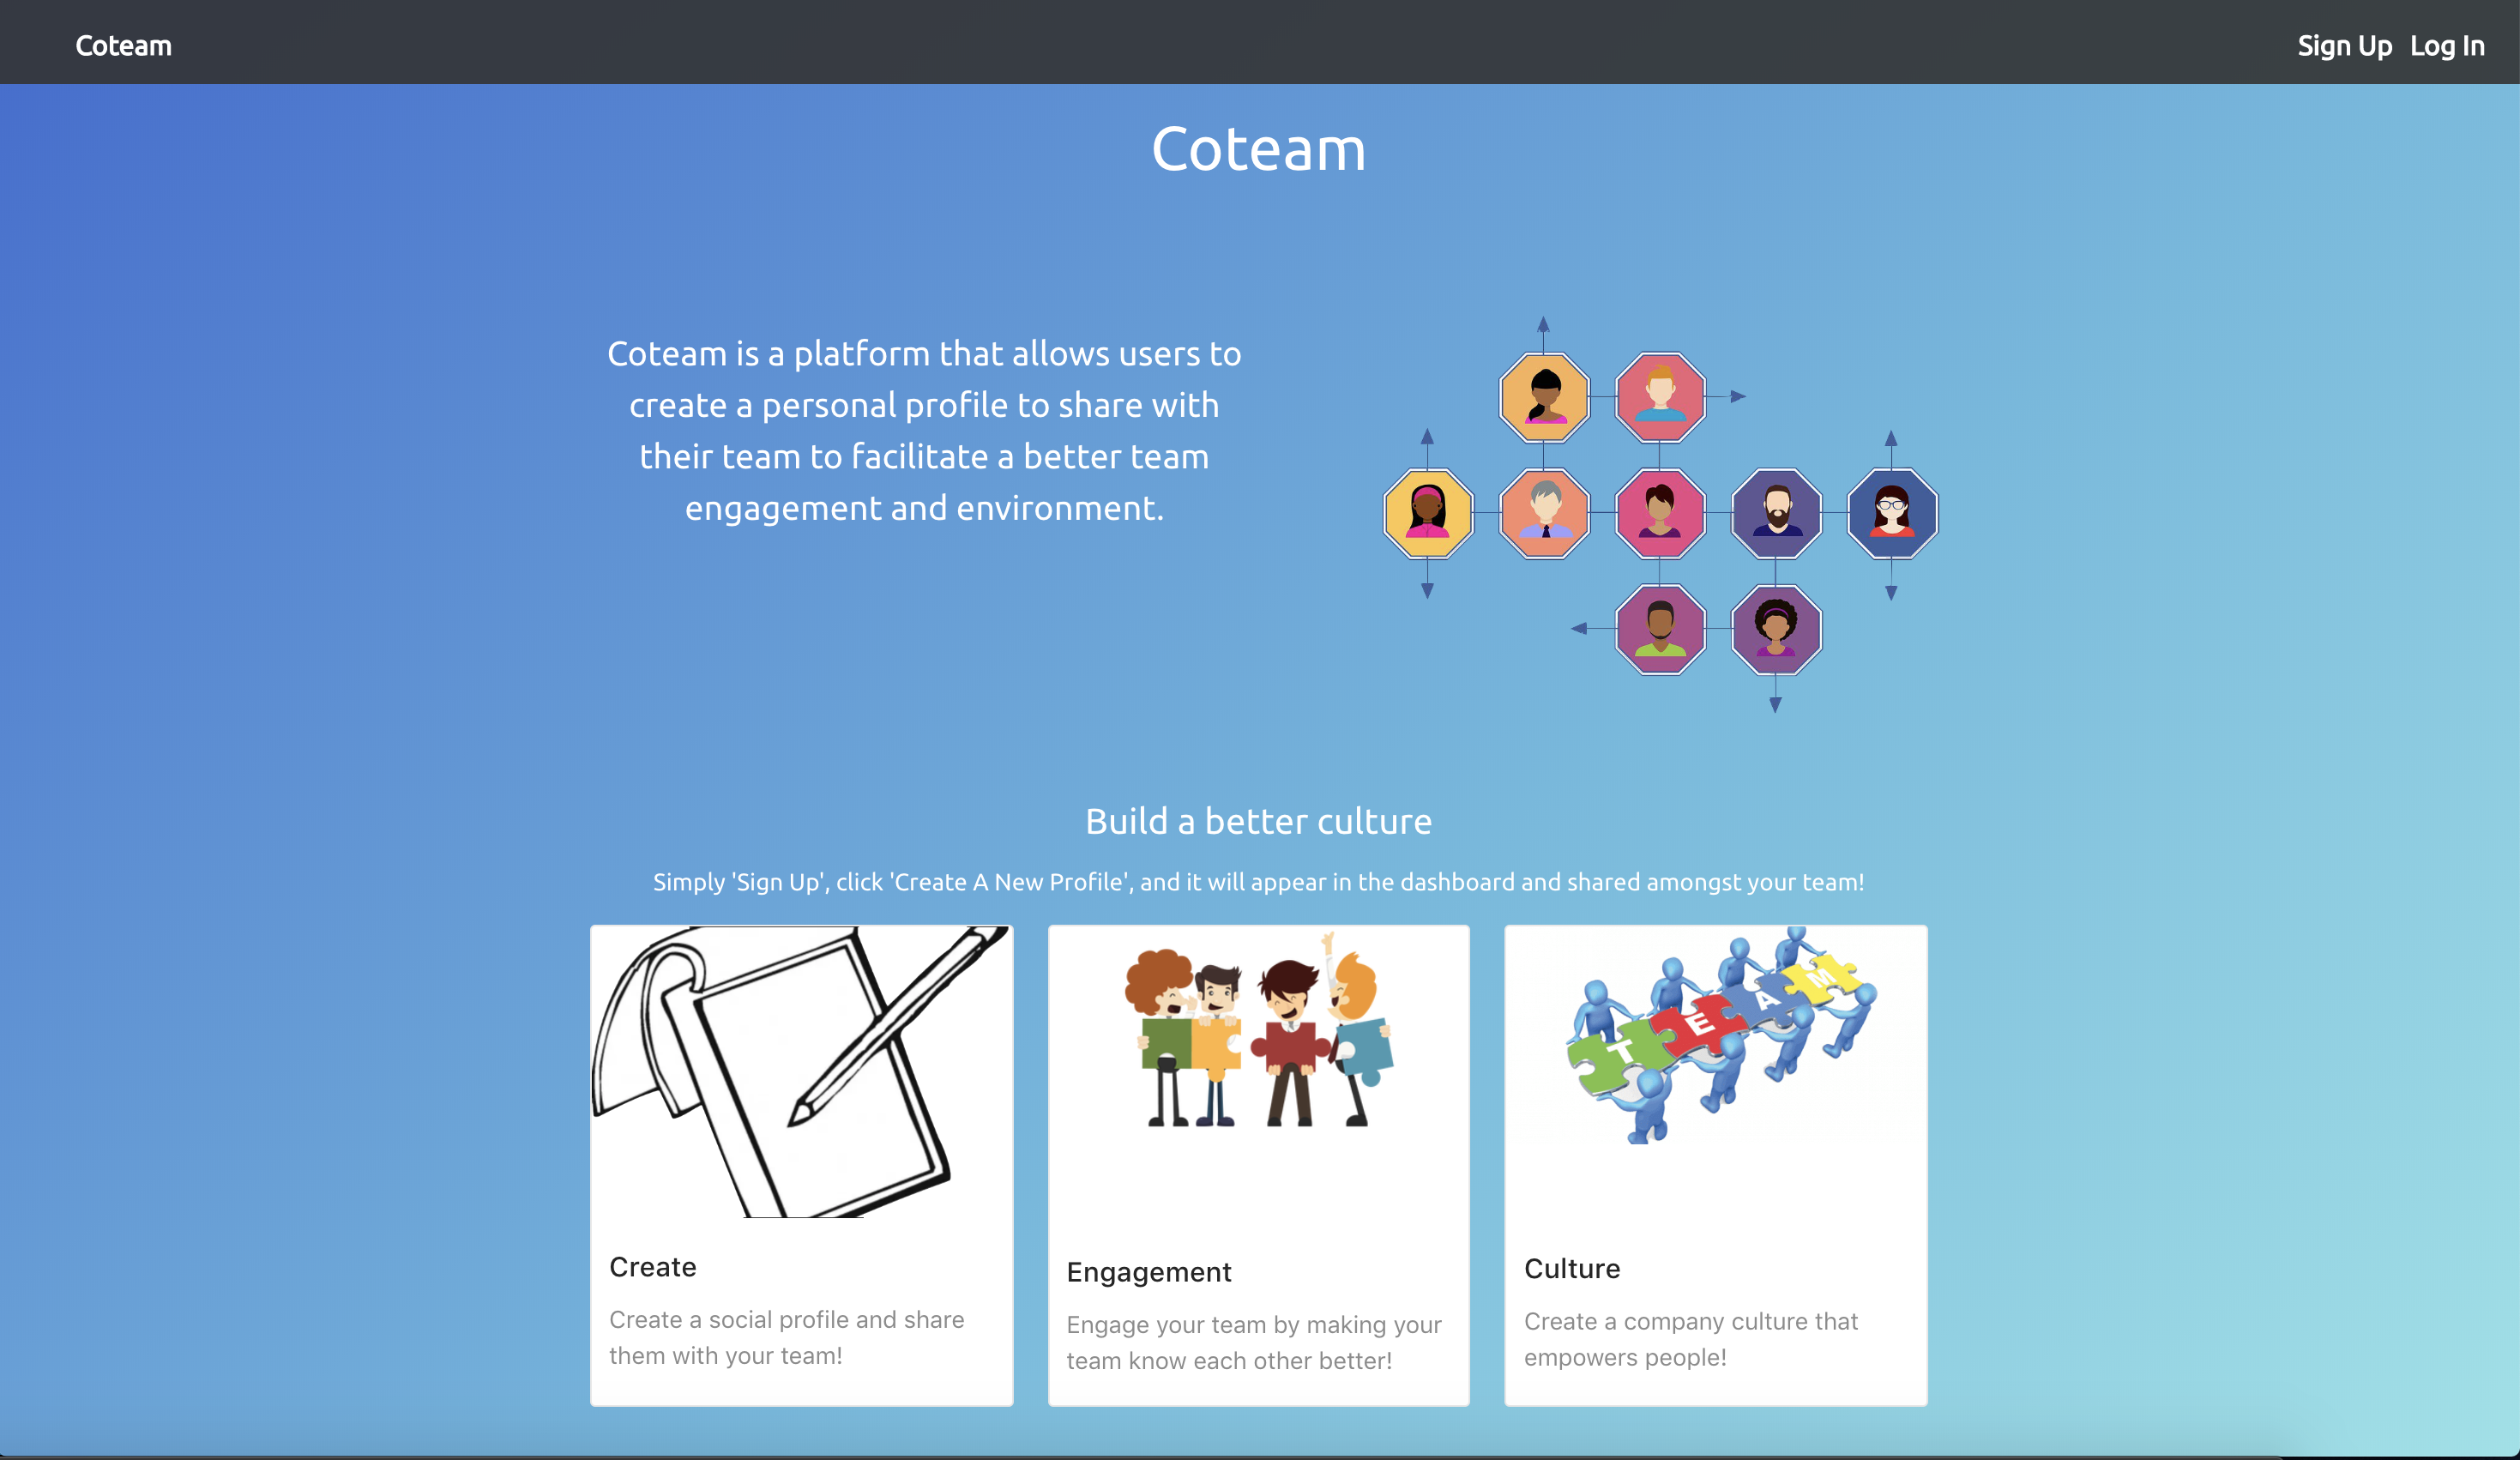 Coteam
Sign Up Log In
Coteam
Coteam is a platform that allows users to
create a personal profile to share with
their team to facilitate a better team
engagement and environment.
Build a better culture
Simply 'Sign Up', click 'Create A New Profile', and it will appear in the dashboard and shared amongst your team!
TEAM
Create
Create a social profile and share
them with your team!
Engagement
Engage your team by making your
team know each other better!
Culture
Create a company culture that
empowers people!